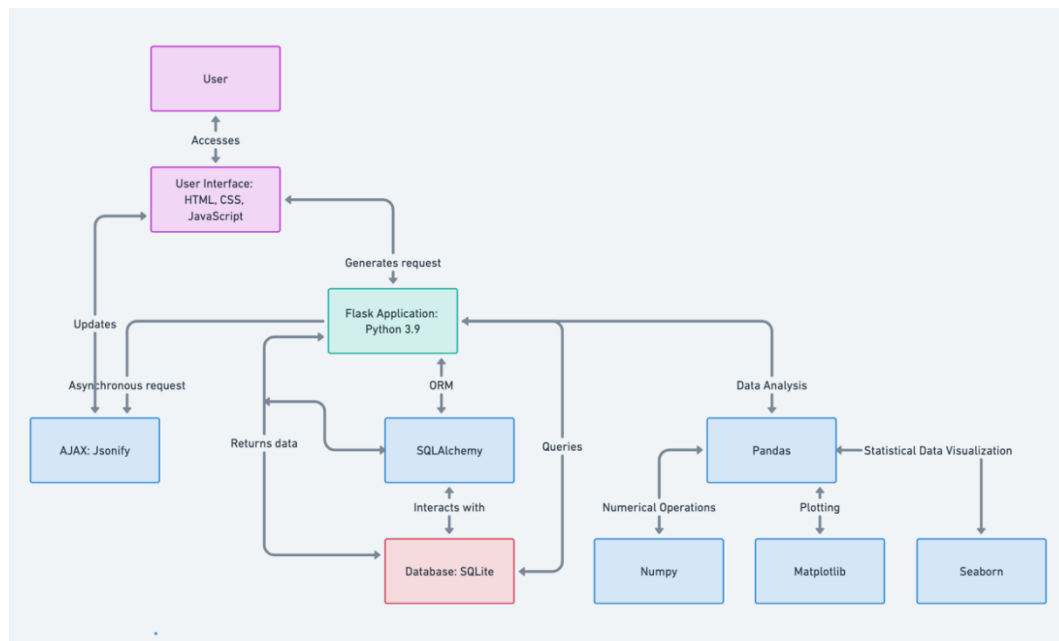 User
Accesses
User Interface:
HTML, CSS,
JavaScript
Generates request
Flask Application:
Python 3.9
Updates
Asynchronous request
ORM
Data Analysis
AJAX: Jsonify
Returns data
SQLAlchemy
Queries
Pandas
Statistical Data Visualization
Interacts with
Numerical Operations
Plotting
Database: SQLite
Numpy
Matplotlib
Seaborn